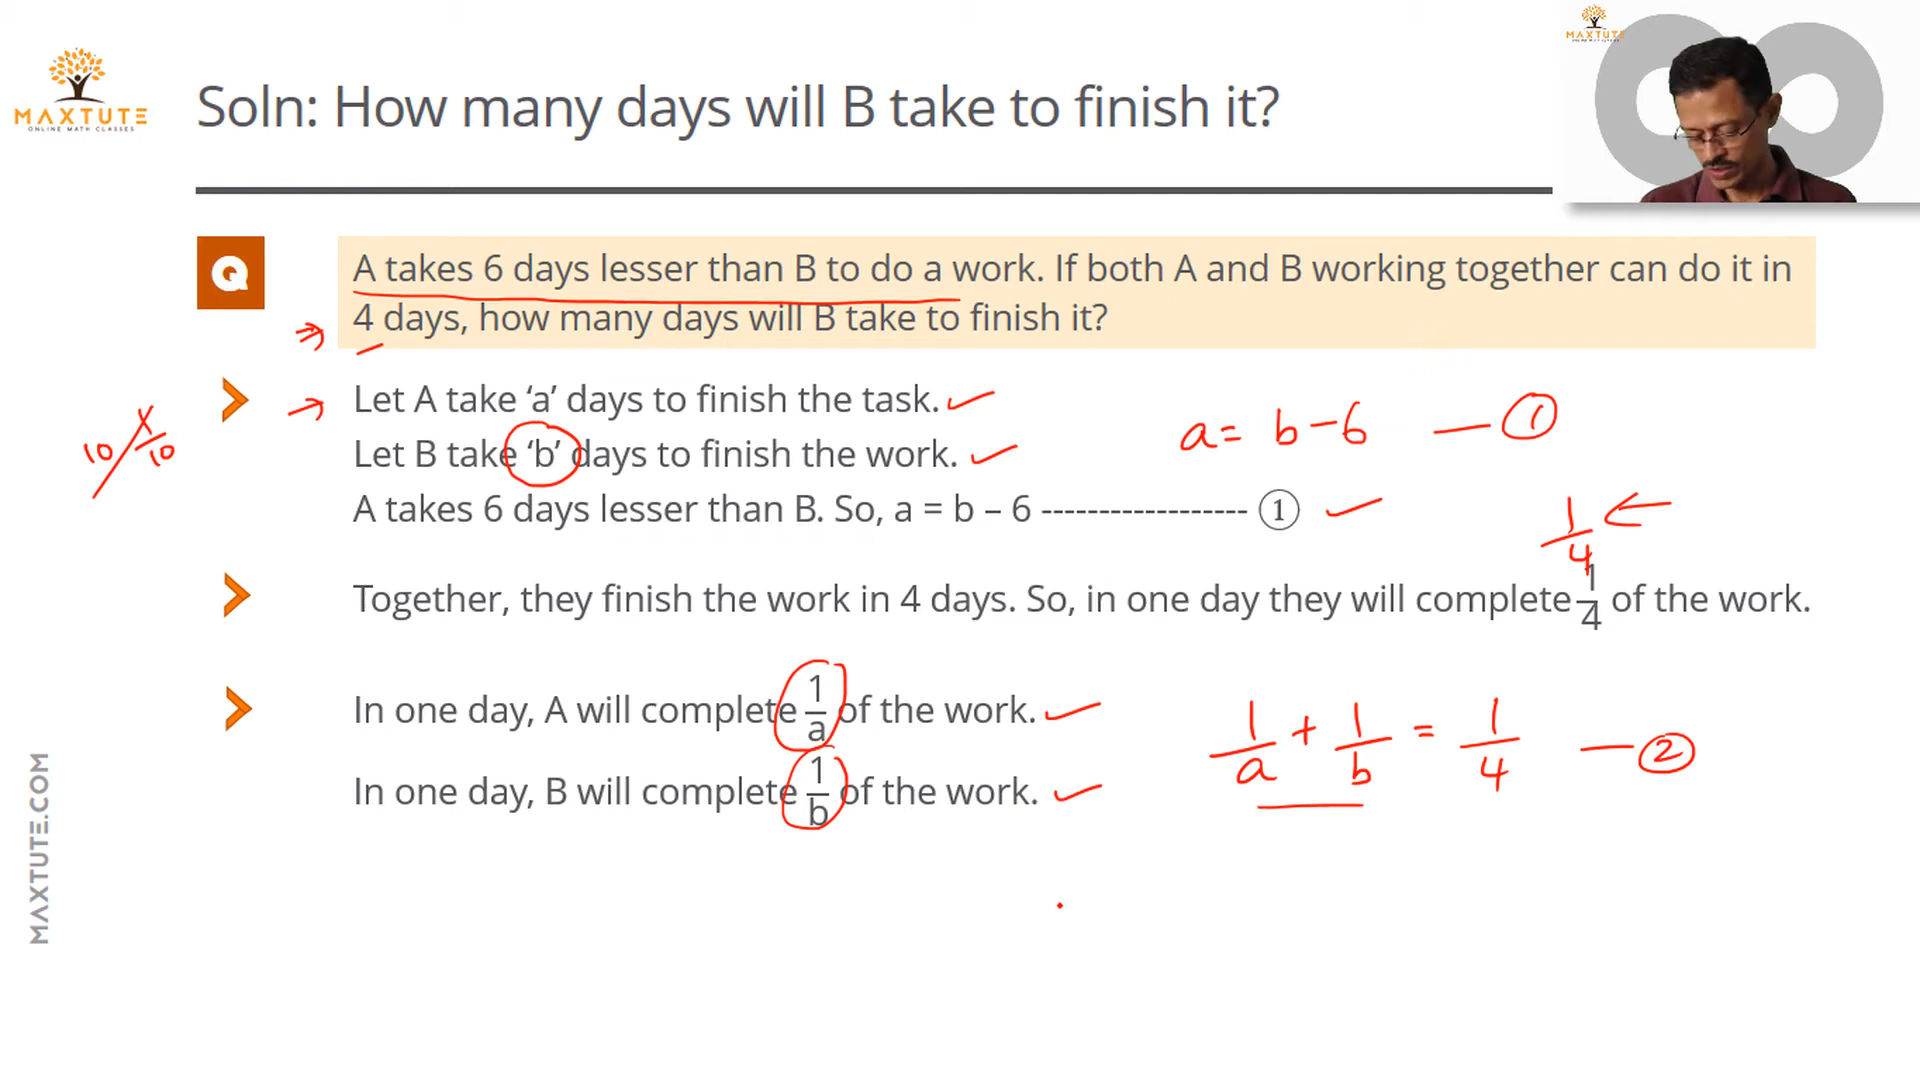 MAXTUTE
ONLINE MATH CLASSES
Soln: How many days will B take to finish it?
MAXTUTE
Q
A takes 6 days lesser than B to do a work. If both A and B working together can do it in
4 days, how many days will B take to finish it?
Let A take ‘a’ days to finish the task.
a = b - 6 — 1
10 x/10
Let B take ‘b’ days to finish the work.
A takes 6 days lesser than B. So, a = b – 6 ------------------ 1
1/4
Together, they finish the work in 4 days. So, in one day they will complete 1/4 of the work.
In one day, A will complete 1/a of the work.
1/a + 1/b = 1/4 — 2
In one day, B will complete 1/b of the work.
MAXTUTE.COM